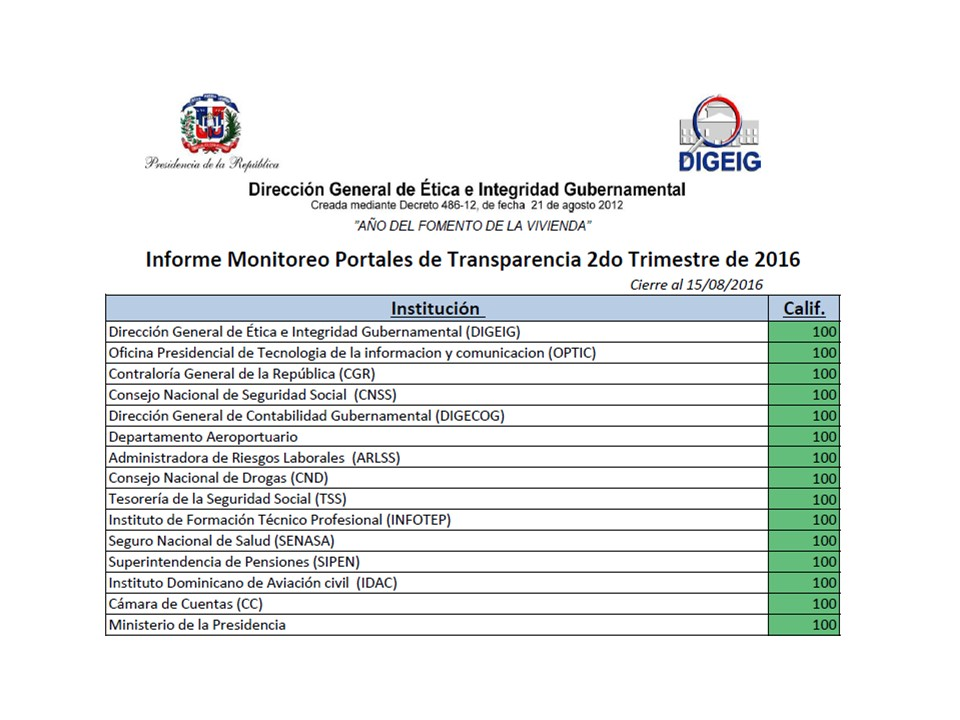 Presidencia de la República
DIGEIG
Dirección General de Ética e Integridad Gubernamental
Creada mediante Decreto 486-12, de fecha 21 de agosto 2012
"AÑO DEL FOMENTO DE LA VIVIENDA"
Informe Monitoreo Portales de Transparencia 2do Trimestre de 2016
Cierre al 15/08/2016
Institución Calif.
Dirección General de Ética e Integridad Gubernamental (DIGEIG) 100
Oficina Presidencial de Tecnologia de la informacion y comunicacion (OPTIC) 100
Contraloría General de la República (CGR) 100
Consejo Nacional de Seguridad Social (CNSS) 100
Dirección General de Contabilidad Gubernamental (DIGECOG) 100
Departamento Aeroportuario 100
Administradora de Riesgos Laborales (ARLSS) 100
Consejo Nacional de Drogas (CND) 100
Tesorería de la Seguridad Social (TSS) 100
Instituto de Formación Técnico Profesional (INFOTEP) 100
Seguro Nacional de Salud (SENASA) 100
Superintendencia de Pensiones (SIPEN) 100
Instituto Dominicano de Aviación civil (IDAC) 100
Cámara de Cuentas (CC) 100
Ministerio de la Presidencia 100